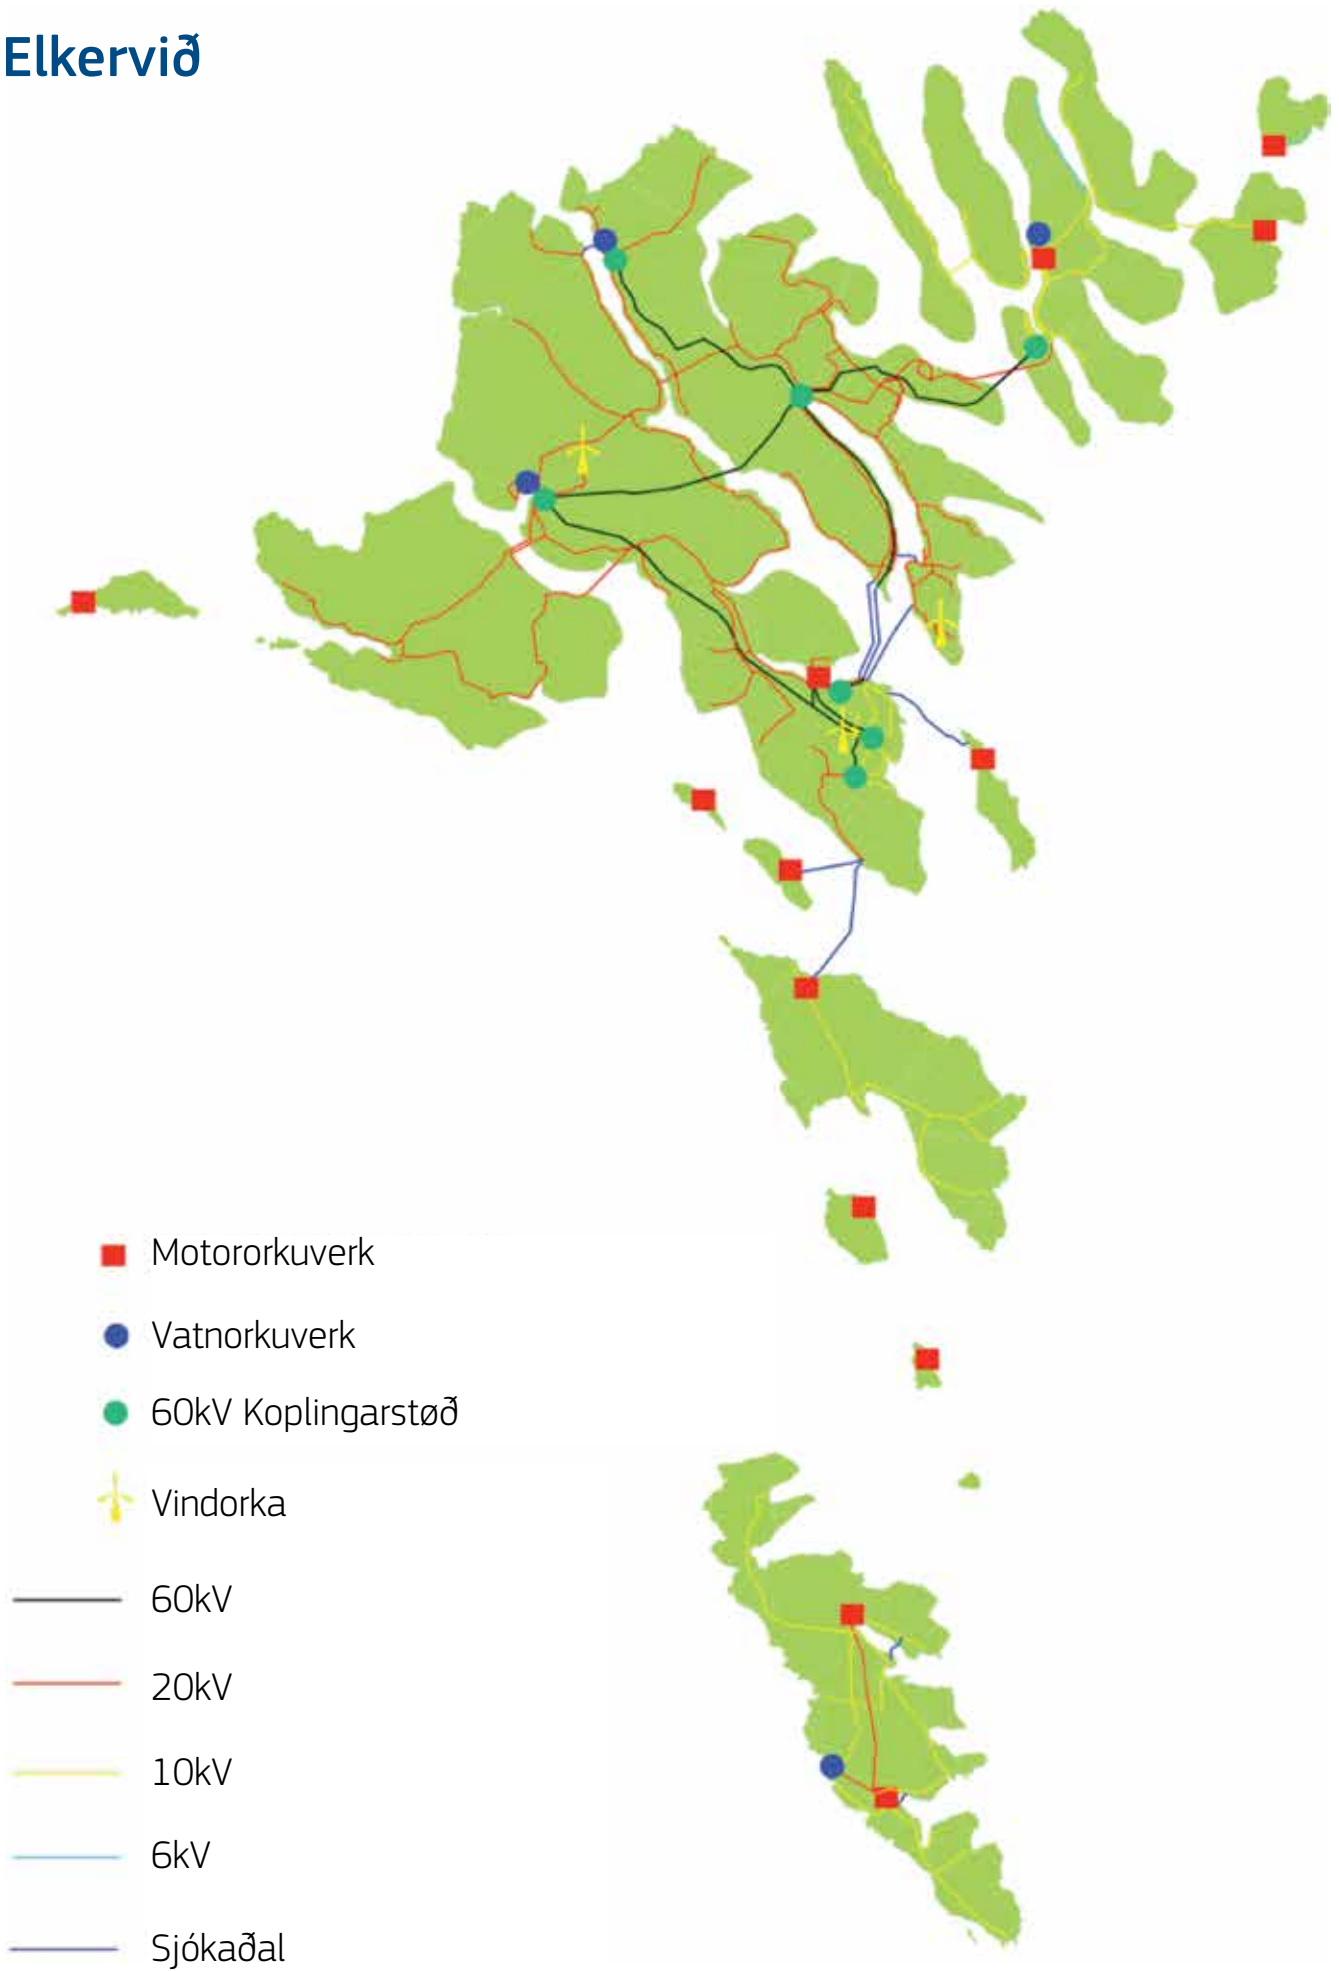 Elkervið
Motororkuverk
Vatnorkuverk
60kV Koplingarstøð
Vindorka
60kV
20kV
10kV
6kV
Sjókaðal